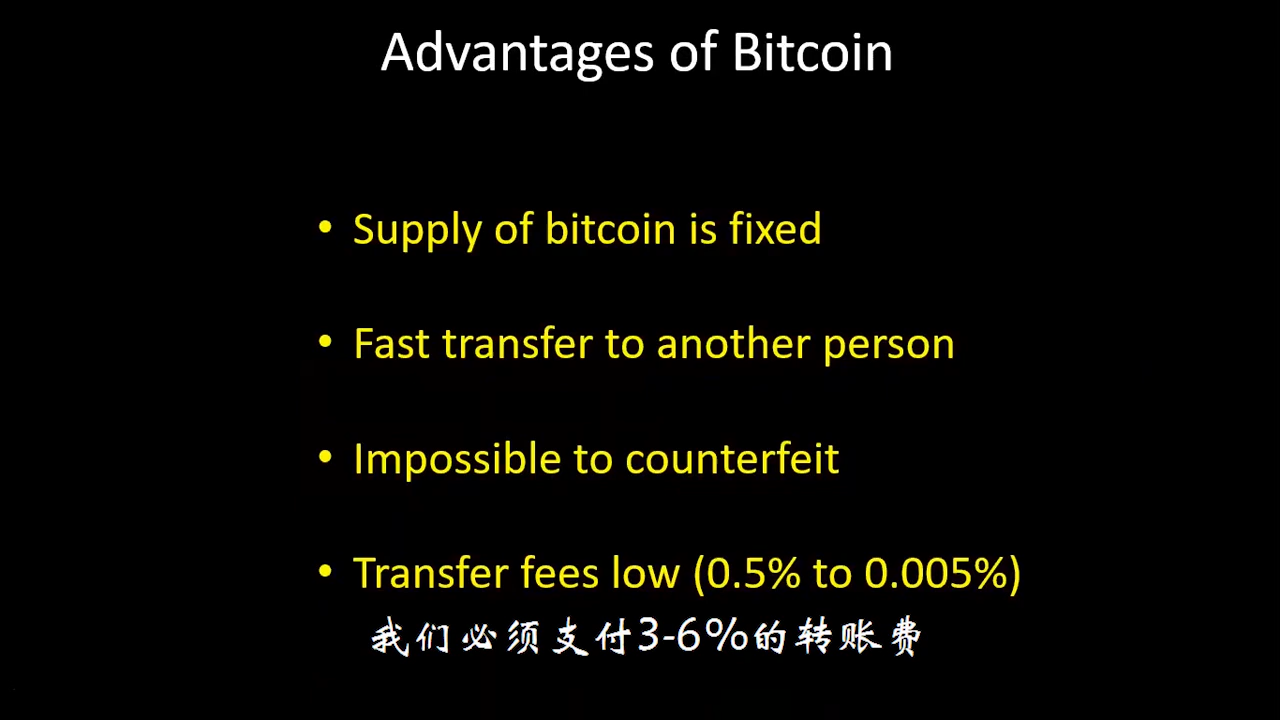 Advantages of Bitcoin
• Supply of bitcoin is fixed
• Fast transfer to another person
• Impossible to counterfeit
• Transfer fees low (0.5% to 0.005%)
我们必须支付3-6%的转账费